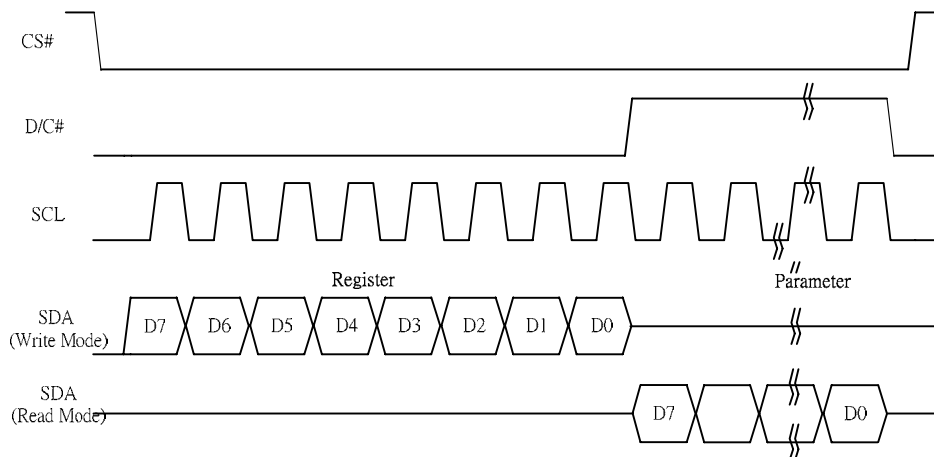 CS#
D/C#
SCL
Register
Parameter
SDA
(Write Mode)
D7 D6 D5 D4 D3 D2 D1 D0
SDA
(Read Mode)
D7 D0